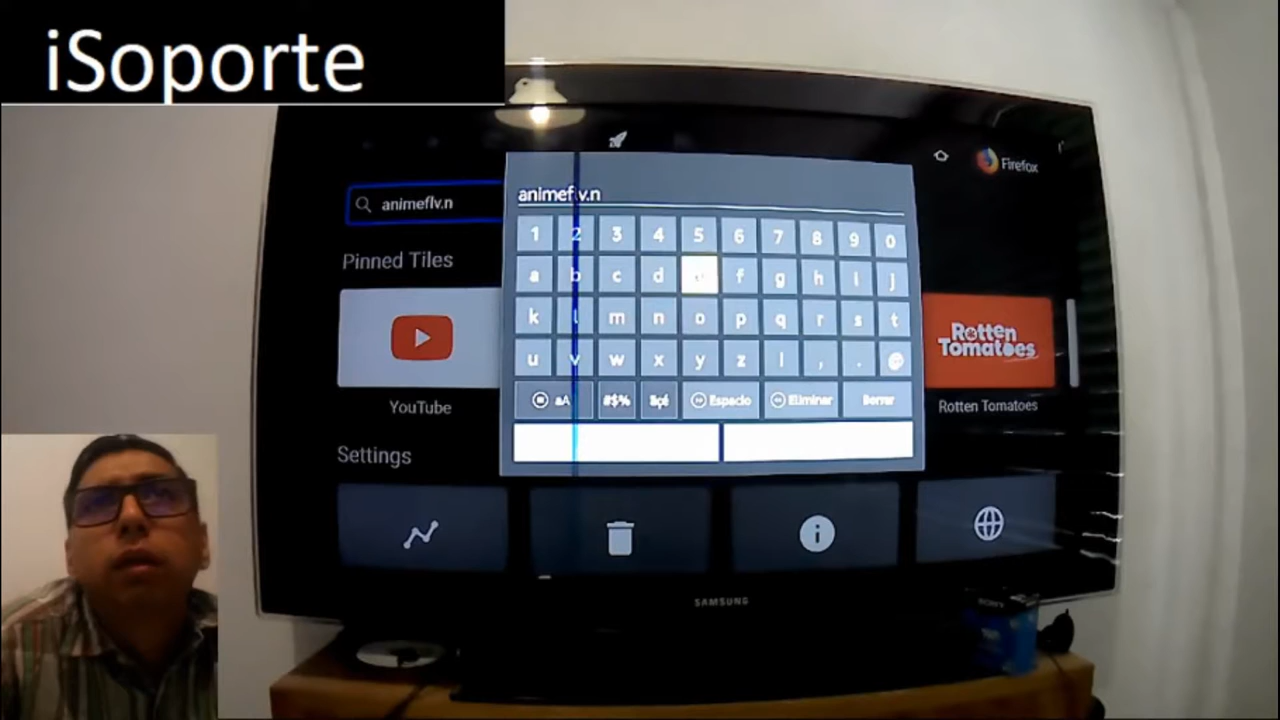 iSoporte
Firefox
animeflv.n
animeflv.n
1 2 3 4 5 6 7 8 9 0
Pinned Tiles
a b c d e f g h i j
k l m n o p q r s t
u v w x y z , .
aA #$% Espacio Eliminar Borrar
Rotten
Tomatoes
YouTube
Rotten Tomatoes
Settings
SAMSUNG
SONY